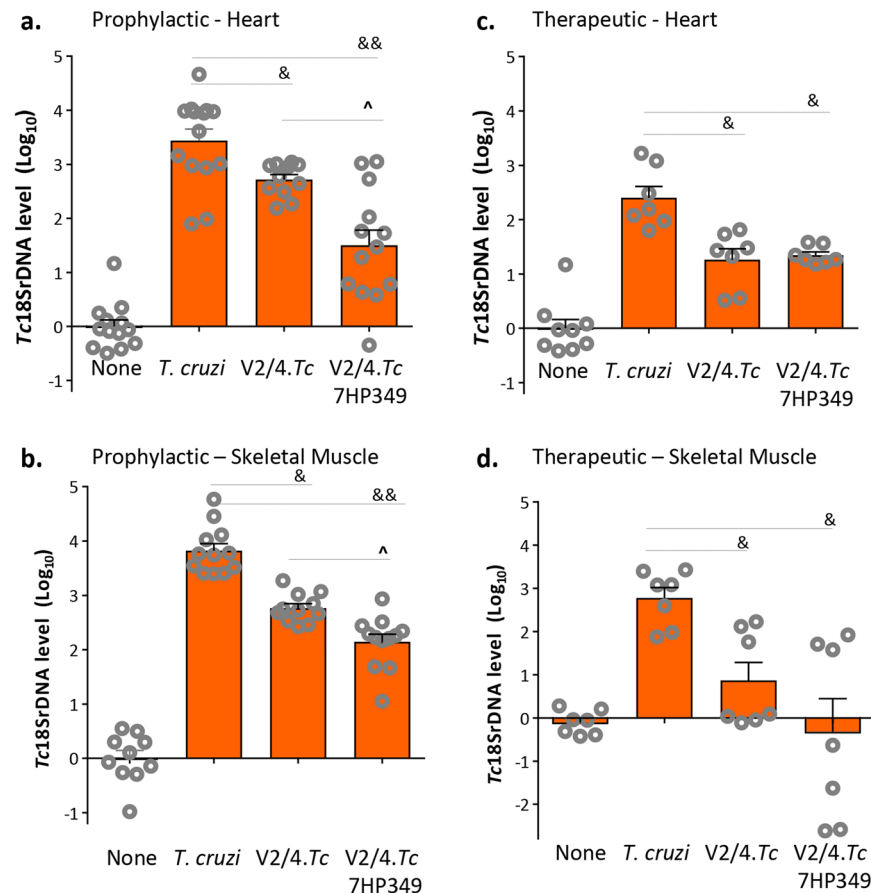 a.
Prophylactic - Heart
Tc18SrDNA level (Log10)
5
4
3
2
1
0
-1
&&
&
^
None
T. cruzi
V2/4.Tc
V2/4.Tc
7HP349
c.
Therapeutic - Heart
Tc18SrDNA level (Log10)
5
4
3
2
1
0
-1
&
&
None
T. cruzi
V2/4.Tc
V2/4.Tc
7HP349
b.
Prophylactic – Skeletal Muscle
Tc18SrDNA level (Log10)
5
4
3
2
1
0
-1
&
&&
^
None
T. cruzi
V2/4.Tc
V2/4.Tc
7HP349
d.
Therapeutic – Skeletal Muscle
Tc18SrDNA level (Log10)
5
4
3
2
1
0
-1
-2
&
&
None
T. cruzi
V2/4.Tc
V2/4.Tc
7HP349